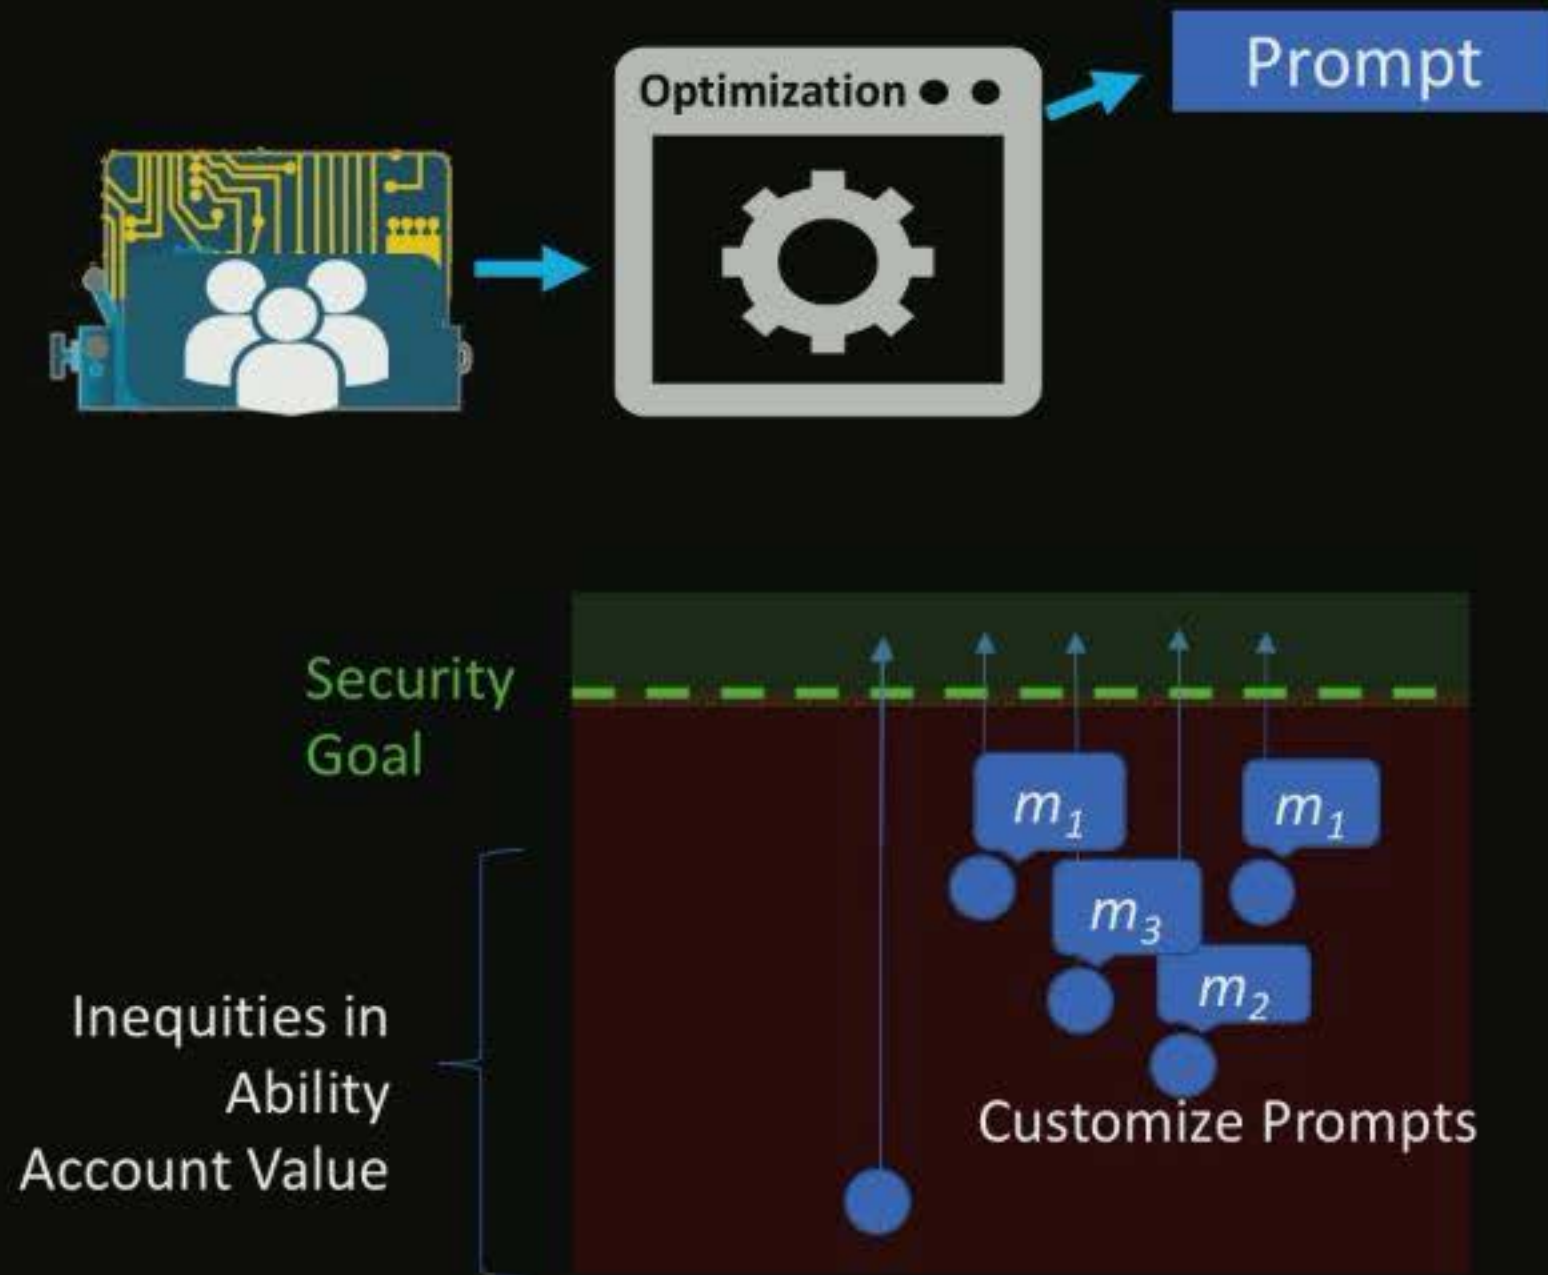 Prompt
Optimization
Security
Goal
m₁
m₁
m₃
m₂
Inequities in
Ability
Account Value
Customize Prompts